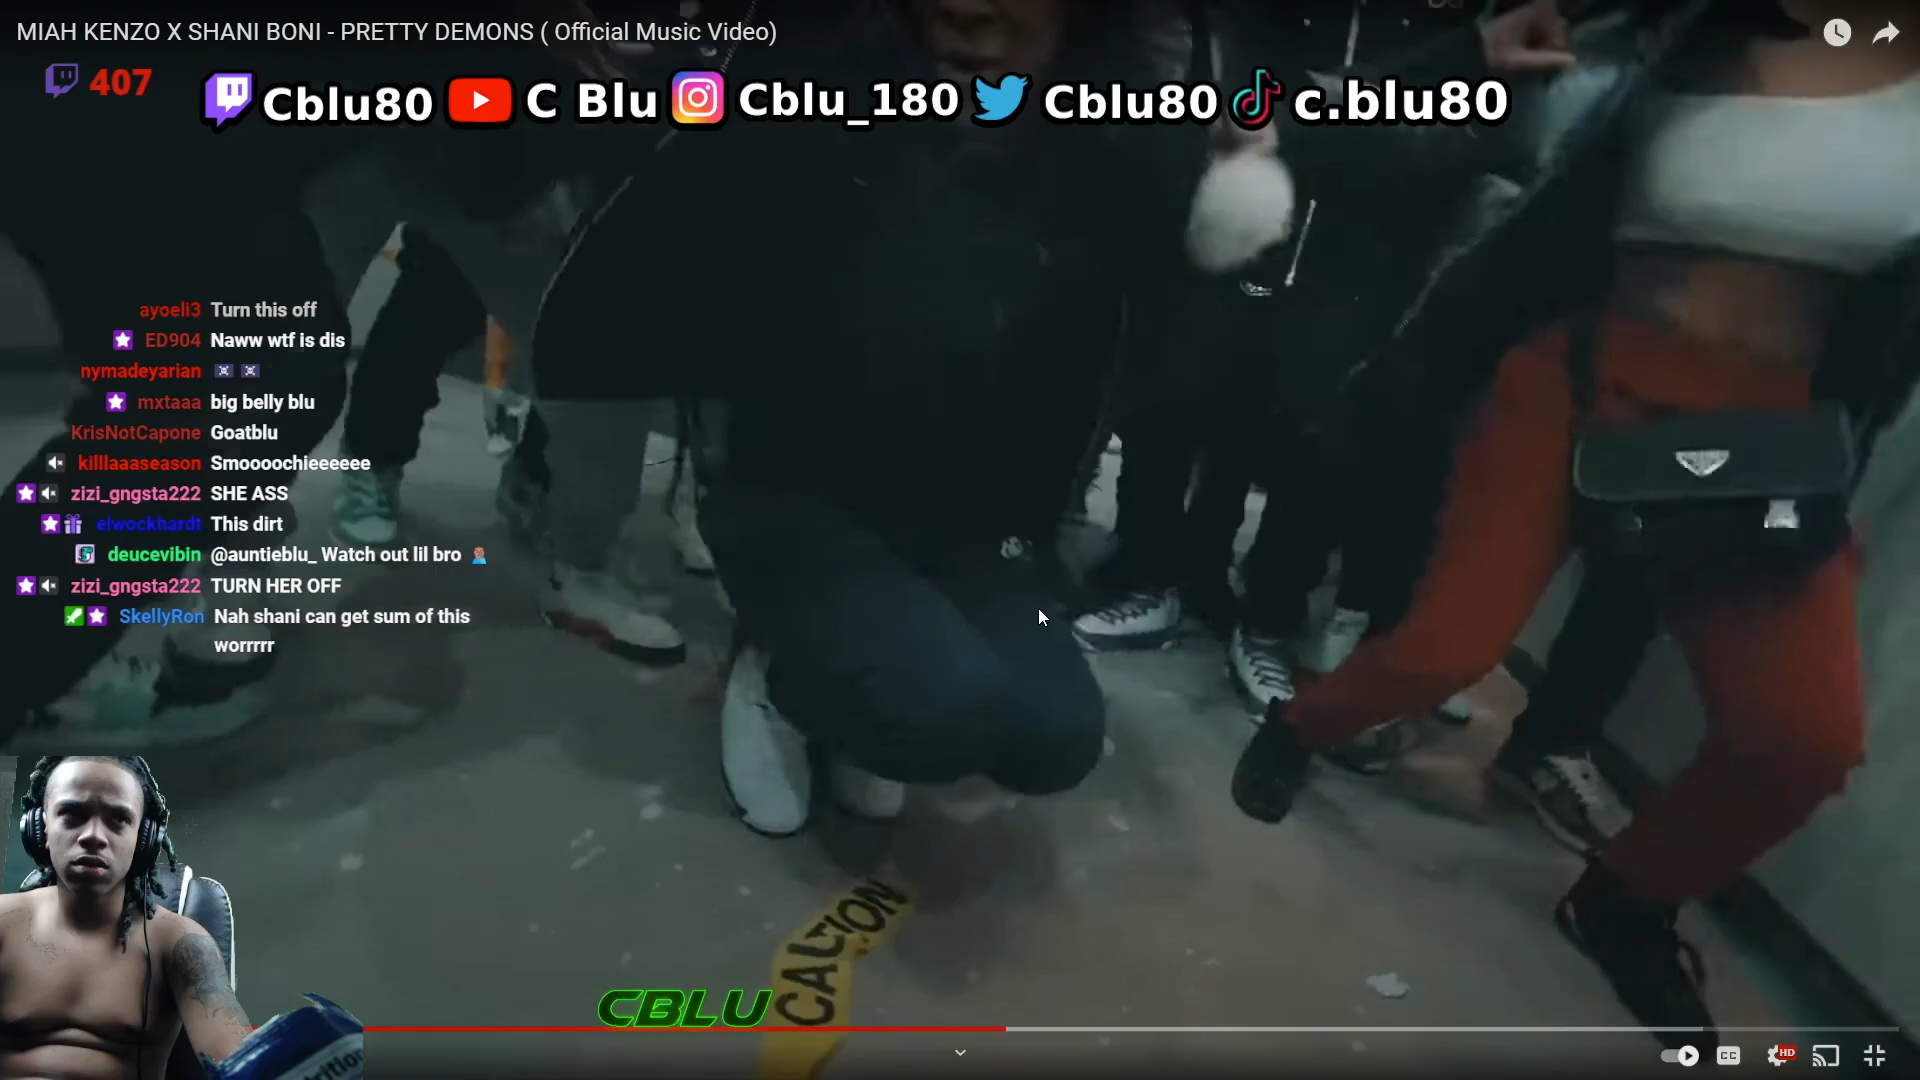 MIAH KENZO X SHANI BONI - PRETTY DEMONS ( Official Music Video)
407
Cblu80 C Blu Cblu_180 Cblu80 c.blu80
ayoeli3 Turn this off
ED904 Naww wtf is dis
nymadeyarian
mxtaaa big belly blu
KrisNotCapone Goatblu
killlaaaseason Smoooochieeeeee
zizi_gngsta222 SHE ASS
elwockhardt This dirt
deucevibin @auntieblu_ Watch out lil bro
zizi_gngsta222 TURN HER OFF
SkellyRon Nah shani can get sum of this
worrrrr
CAUTION
CBLU
CC
HD